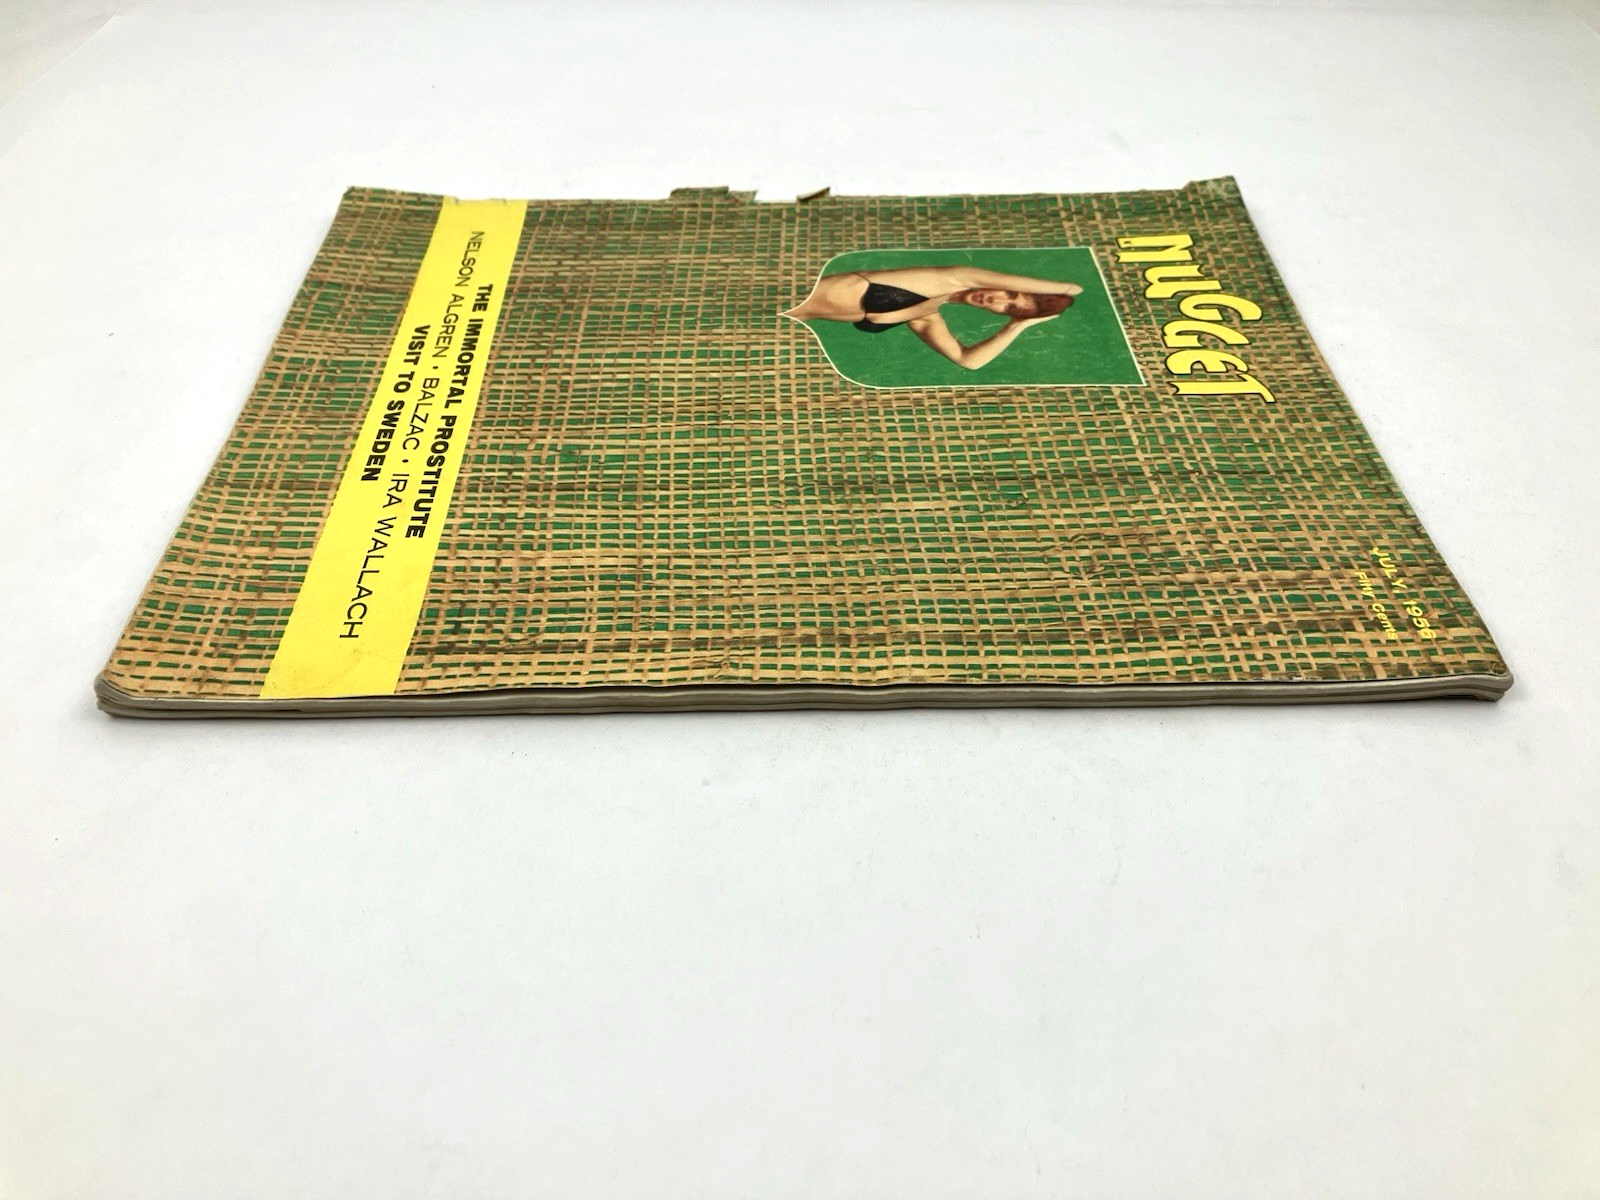 NUGGET
JULY, 1956
Fifty Cents
THE IMMORTAL PROSTITUTE
NELSON ALGREN • BALZAC • IRA WALLACH
VISIT TO SWEDEN